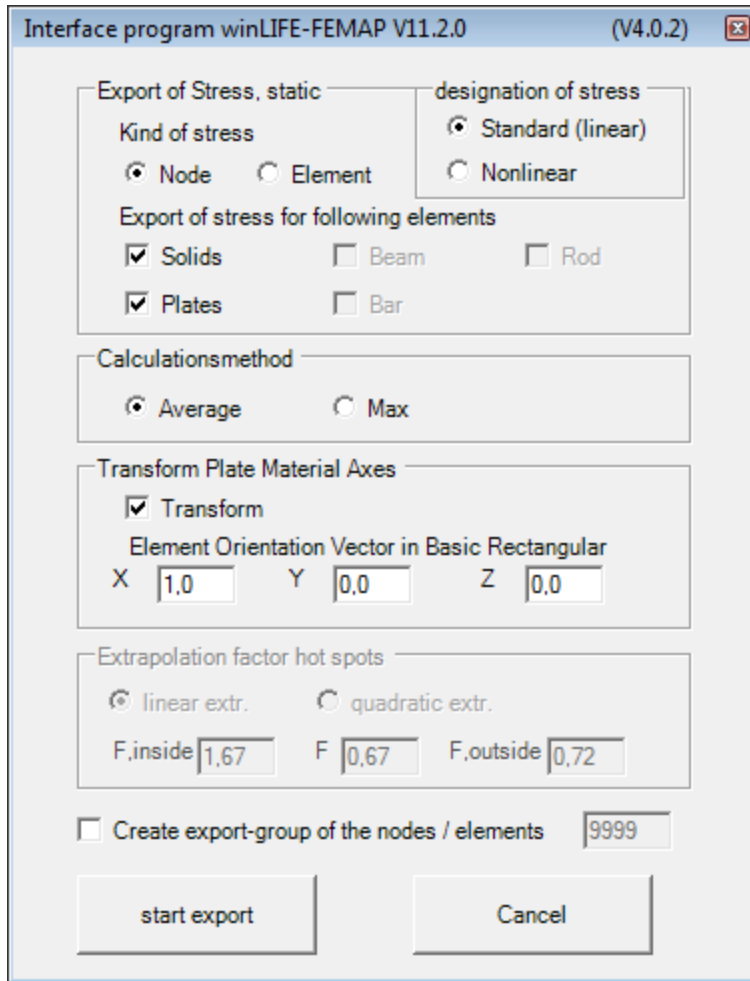 Interface program winLIFE-FEMAP V11.2.0 (V4.0.2)
Export of Stress, static
designation of stress
Kind of stress
Standard (linear)
Node Element
Nonlinear
Export of stress for following elements
Solids Beam Rod
Plates Bar
Calculationsmethod
Average Max
Transform Plate Material Axes
Transform
Element Orientation Vector in Basic Rectangular
X 1,0 Y 0,0 Z 0,0
Extrapolation factor hot spots
linear extr. quadratic extr.
F,inside 1,67 F 0,67 F,outside 0,72
Create export-group of the nodes / elements 9999
start export Cancel